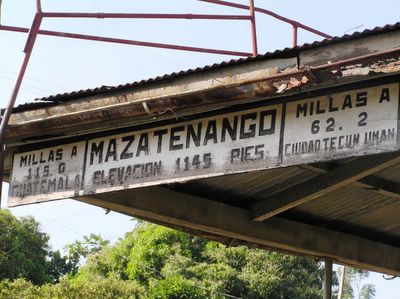 MILLAS A
115.0
GUATEMALA
MAZATENANGO
ELEVACION 1145 PIES.
MILLAS A
62.2
CIUDAD TECUN UMAN